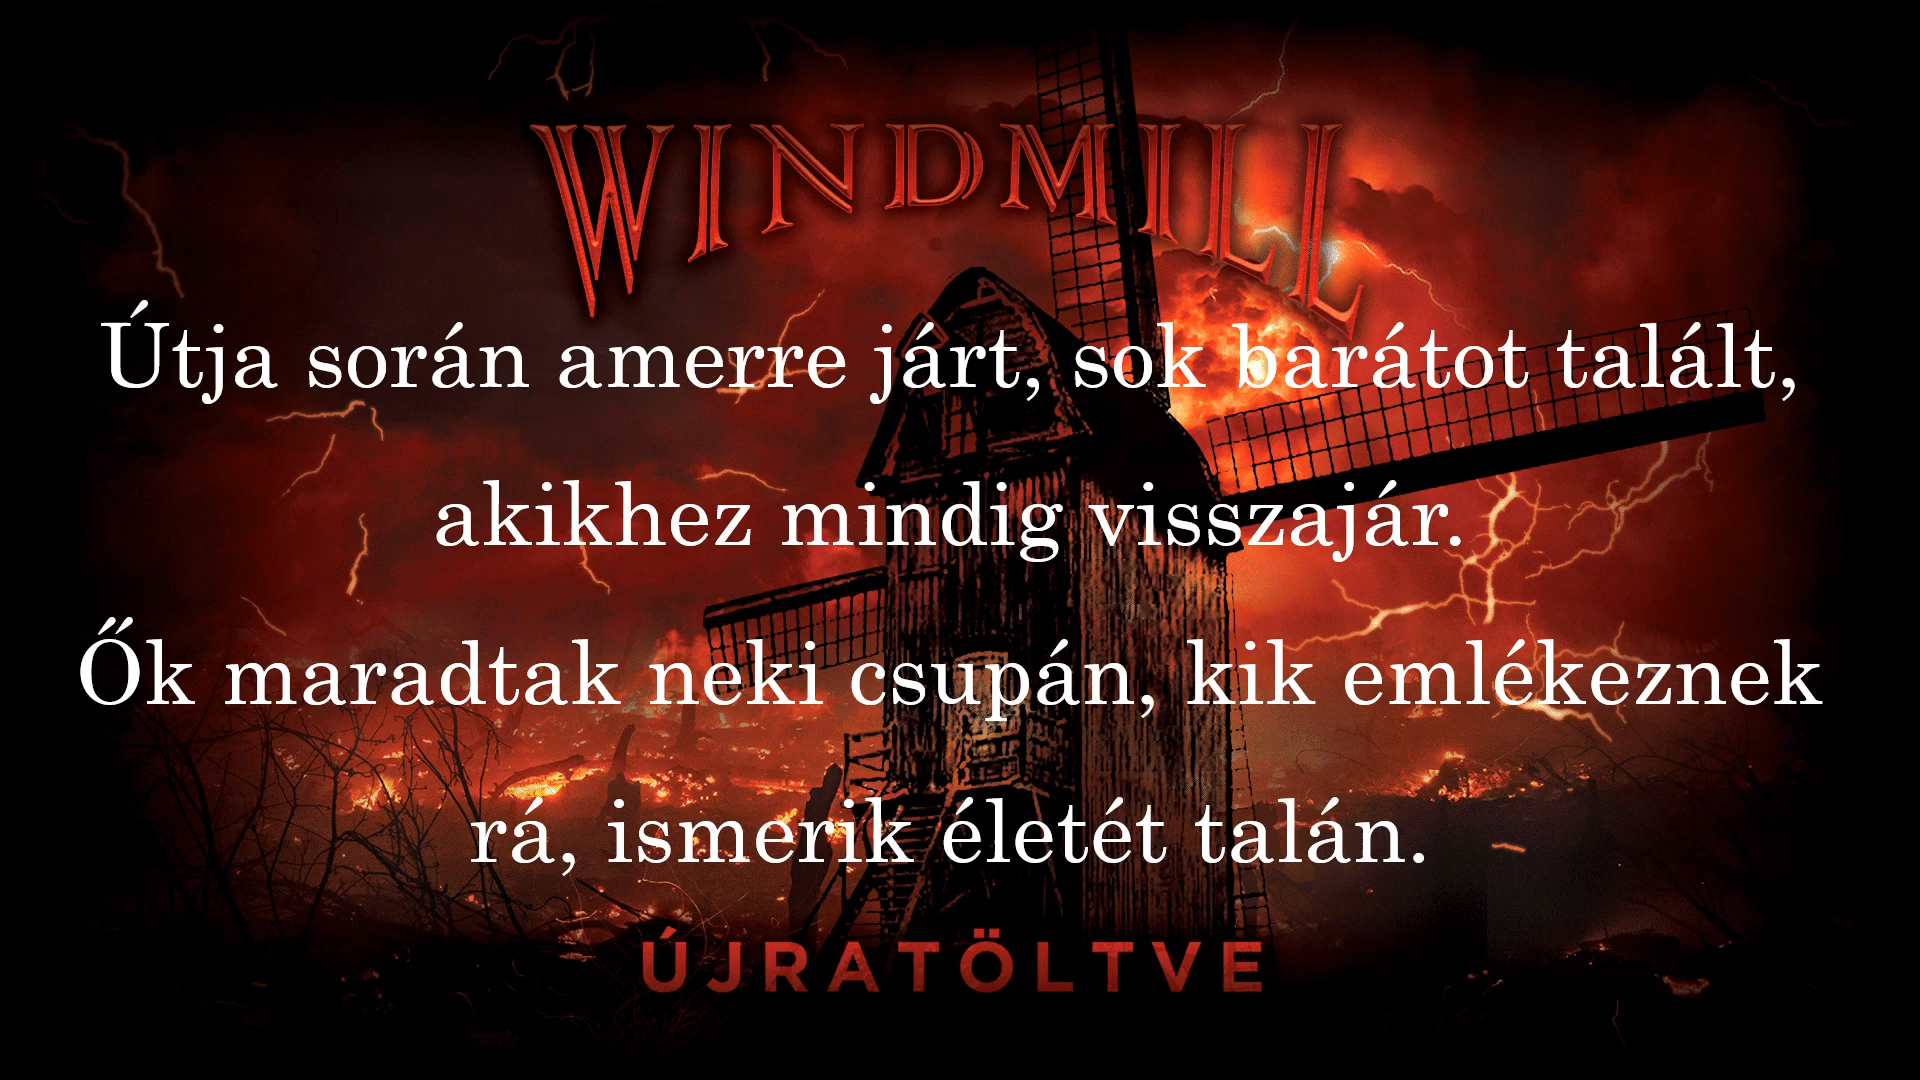 WINDMILL
Útja során amerre járt, sok barátot talált,
akikhez mindig visszajár.
Ők maradtak neki csupán, kik emlékeznek
rá, ismerik életét talán.
ÚJRATÖLTVE